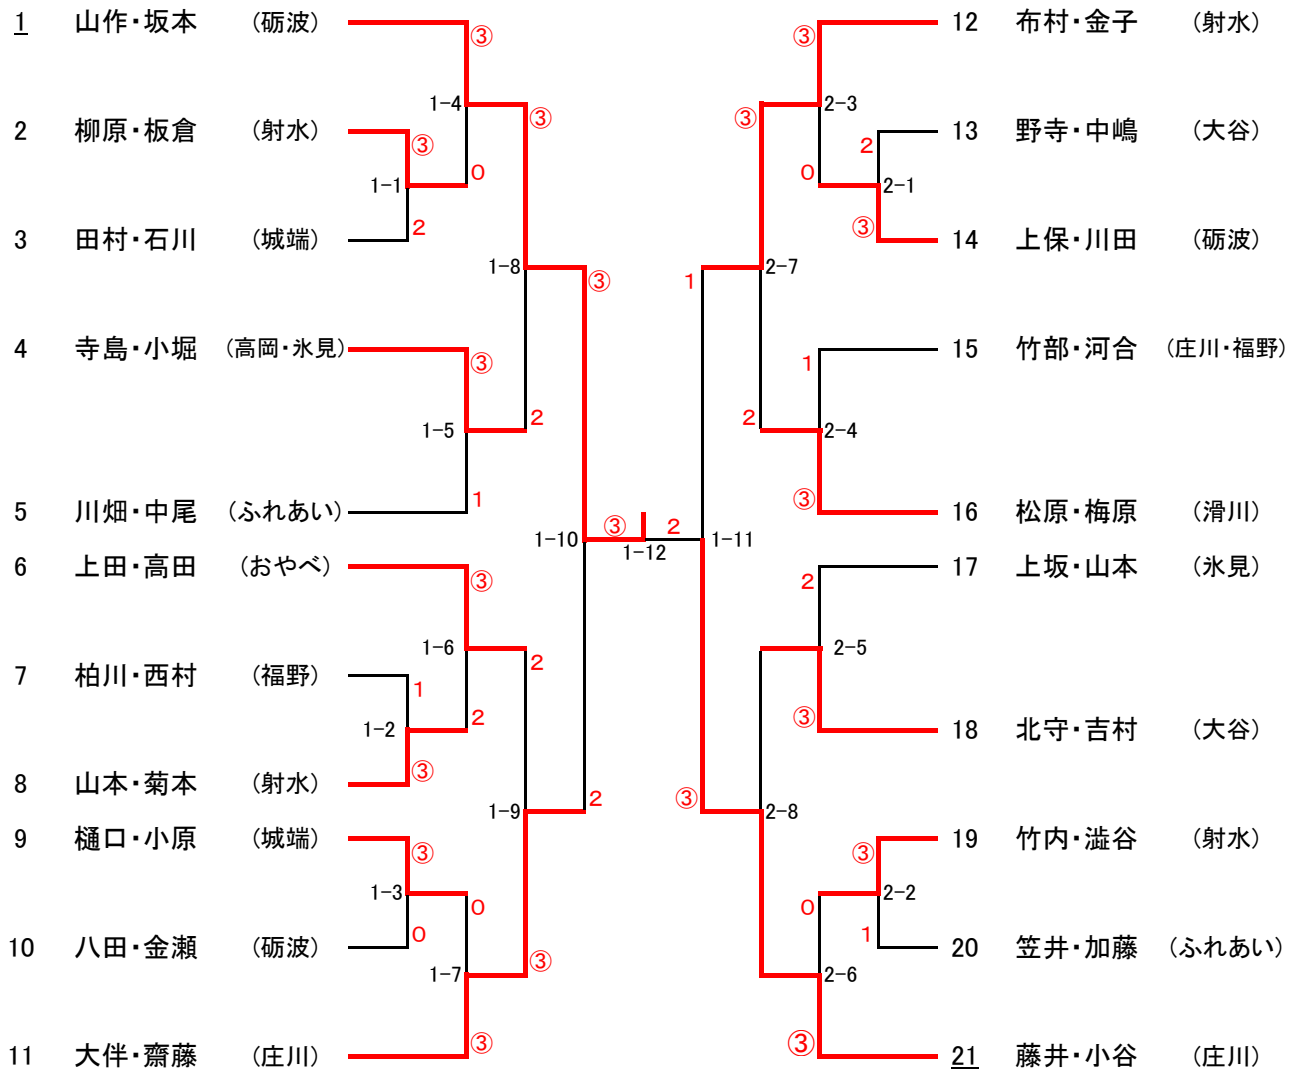 1 山作・坂本 (砺波) ③ ③ 12 布村・金子 (射水)
1-4 ③ ③ 2-3
2 柳原・板倉 (射水) ③ 2 13 野寺・中嶋 (大谷)
1-1 0 0 2-1
3 田村・石川 (城端) 2 ③ 14 上保・川田 (砺波)
1-8 ③ 1 2-7
4 寺島・小堀 (高岡・氷見) ③ 1 15 竹部・河合 (庄川・福野)
1-5 2 2 2-4
5 川畑・中尾 (ふれあい) 1 ③ 16 松原・梅原 (滑川)
1-10 ③ 1-12 2 1-11
6 上田・高田 (おやべ) ③ 2 17 上坂・山本 (氷見)
1-6 2 2-5
7 柏川・西村 (福野) 1
1-2 2 ③ 18 北守・吉村 (大谷)
8 山本・菊本 (射水) ③
1-9 2 ③ 2-8
9 樋口・小原 (城端) ③ ③ 19 竹内・澁谷 (射水)
1-3 0 0 2-2
10 八田・金瀬 (砺波) 0 1 20 笠井・加藤 (ふれあい)
1-7 ③ 2-6
11 大伴・齋藤 (庄川) ③ ③ 21 藤井・小谷 (庄川)